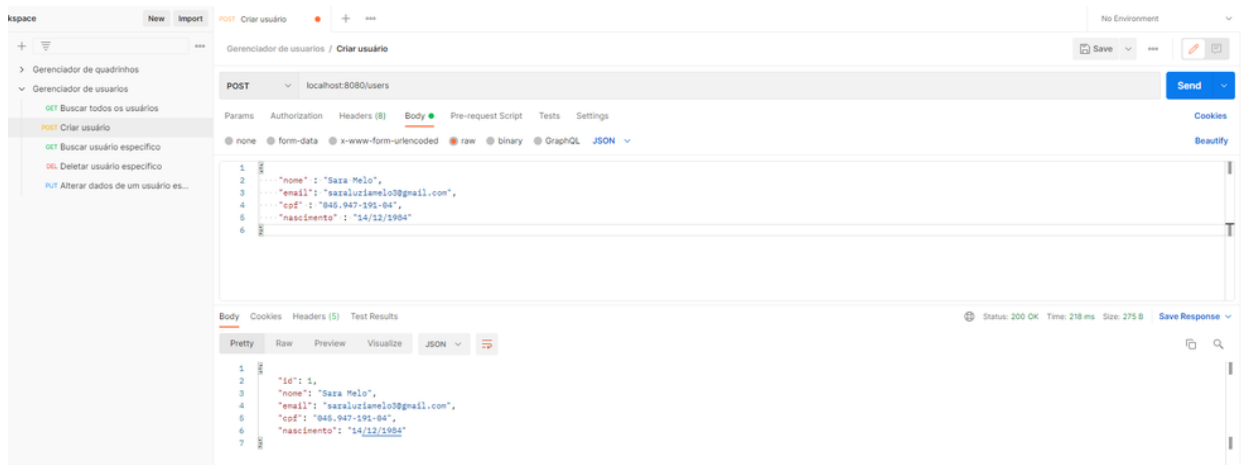 kspace New Import POST Criar usuário No Environment
Gerenciador de usuarios / Criar usuário Save
Gerenciador de quadrinhos
Gerenciador de usuarios
GET Buscar todos os usuários
POST Criar usuário
GET Buscar usuário especifico
DEL Deletar usuário especifico
PUT Alterar dados de um usuário es...
POST localhost:8080/users Send
Params Authorization Headers (8) Body Pre-request Script Tests Settings Cookies
none form-data x-www-form-urlencoded raw binary GraphQL JSON Beautify
1 {
2 "nome" : "Sara Melo",
3 "email": "saraluziamelo3@gmail.com",
4 "cpf" : "045.947-191-04",
5 "nascimento" : "14/12/1984"
6 }
Body Cookies Headers (5) Test Results Status: 200 OK Time: 218 ms Size: 275 B Save Response
Pretty Raw Preview Visualize JSON
1 {
2 "id": 1,
3 "nome": "Sara Melo",
4 "email": "saraluziamelo3@gmail.com",
5 "cpf": "045.947-191-04",
6 "nascimento": "14/12/1984"
7 }